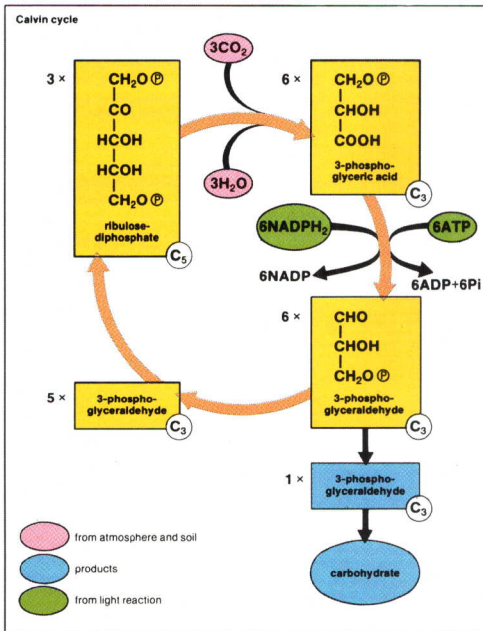 Calvin cycle
3 ×
CH₂O Ⓟ
CO
HCOH
HCOH
CH₂O Ⓟ
ribulose-
diphosphate
C₅
3CO₂
3H₂O
6 ×
CH₂O Ⓟ
CHOH
COOH
3-phospho-
glyceric acid
C₃
6NADPH₂
6ATP
6NADP
6ADP+6Pi
6 ×
CHO
CHOH
CH₂O Ⓟ
3-phospho-
glyceraldehyde
C₃
5 ×
3-phospho-
glyceraldehyde
C₃
1 ×
3-phospho-
glyceraldehyde
C₃
carbohydrate
from atmosphere and soil
products
from light reaction